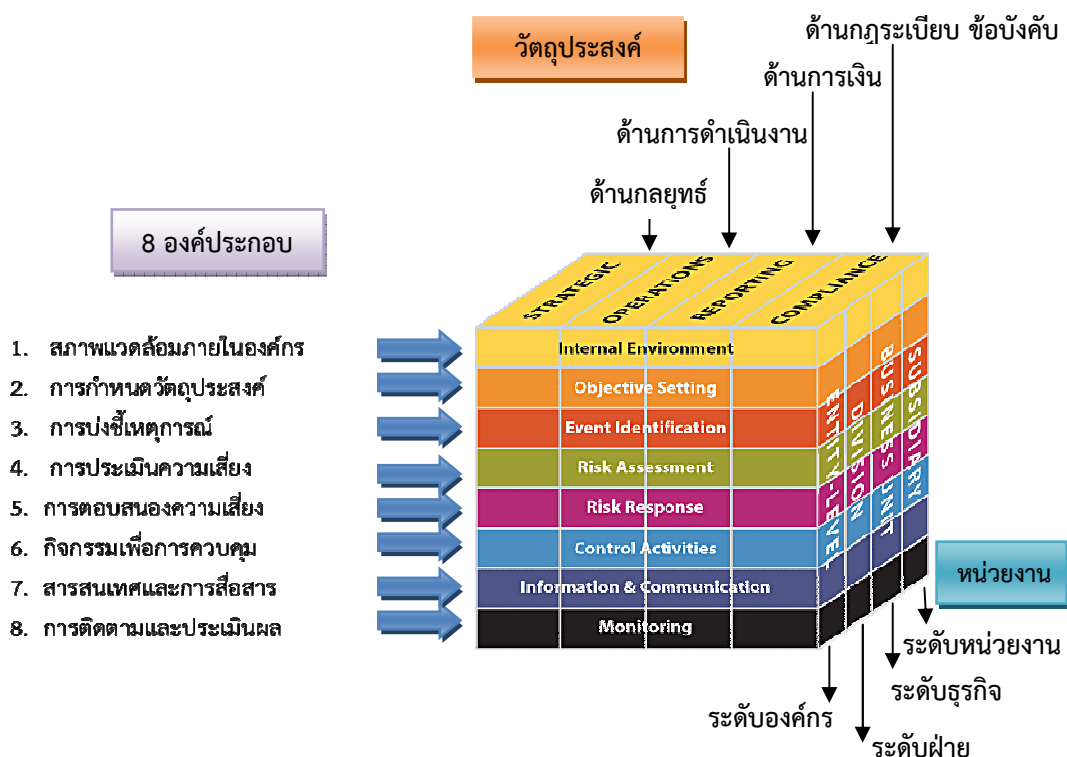 วัตถุประสงค์
ด้านกฎระเบียบ ข้อบังคับ
ด้านการเงิน
ด้านการดำเนินงาน
ด้านกลยุทธ์
8 องค์ประกอบ
STRATEGIC
OPERATIONS
REPORTING
COMPLIANCE
1. สภาพแวดล้อมภายในองค์กร
2. การกำหนดวัตถุประสงค์
3. การบ่งชี้เหตุการณ์
4. การประเมินความเสี่ยง
5. การตอบสนองความเสี่ยง
6. กิจกรรมเพื่อการควบคุม
7. สารสนเทศและการสื่อสาร
8. การติดตามและประเมินผล
Internal Environment
Objective Setting
Event Identification
Risk Assessment
Risk Response
Control Activities
Information & Communication
Monitoring
ENTITY-LEVEL
DIVISION
BUSINESS UNIT
SUBSIDIARY
หน่วยงาน
ระดับหน่วยงาน
ระดับธุรกิจ
ระดับองค์กร
ระดับฝ่าย